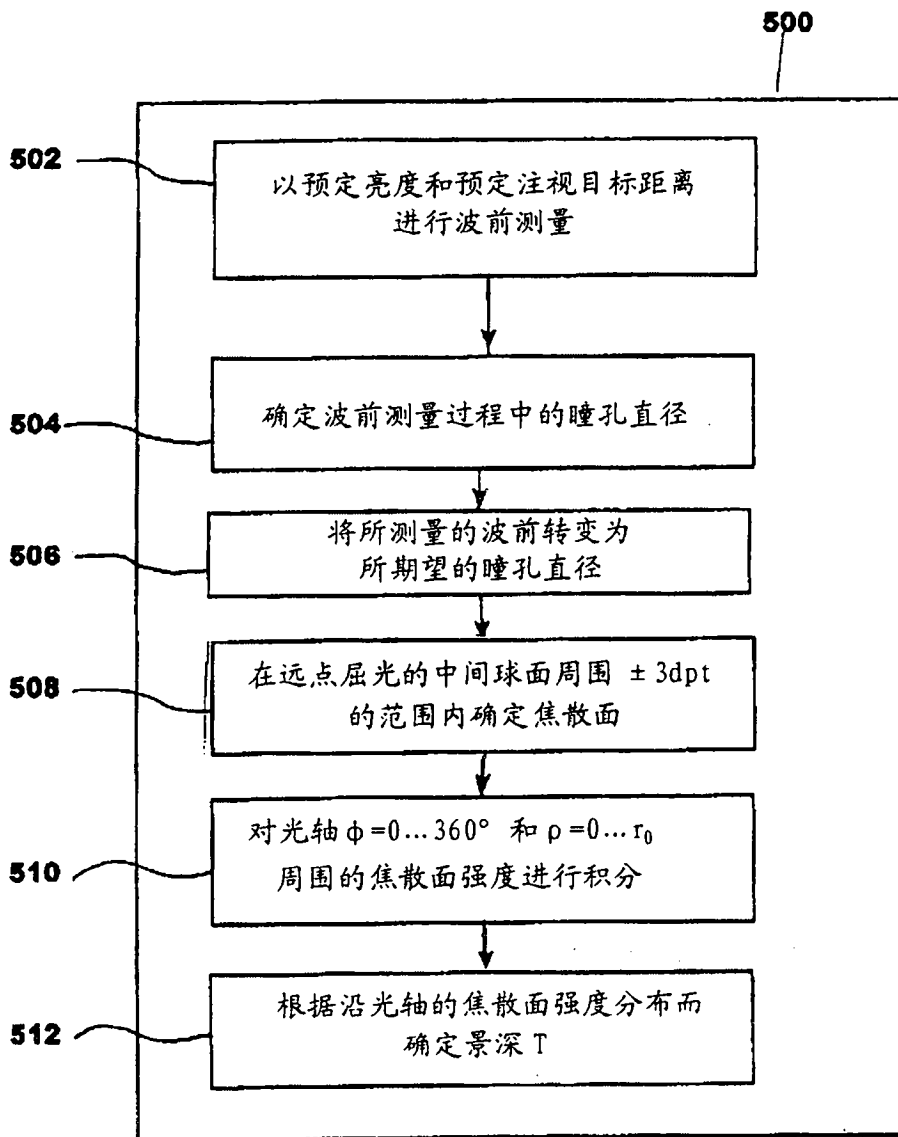 500
502
以预定亮度和预定注视目标距离
进行波前测量
504
确定波前测量过程中的瞳孔直径
506
将所测量的波前转变为
所期望的瞳孔直径
508
在远点屈光的中间球面周围 ± 3dpt
的范围内确定焦散面
510
对光轴 φ=0...360° 和 ρ=0...r₀
周围的焦散面强度进行积分
512
根据沿光轴的焦散面强度分布而
确定景深 T